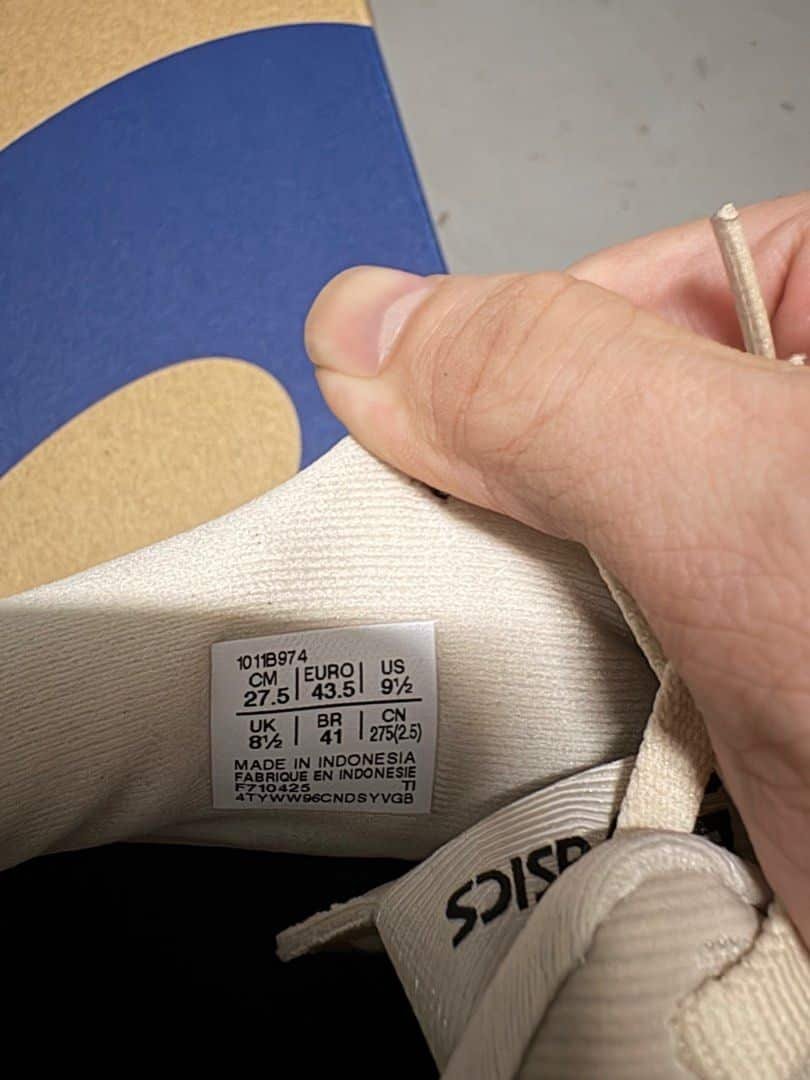 1011B974
CM EURO US
27.5 43.5 9½
UK BR CN
8½ 41 275(2.5)
MADE IN INDONESIA
FABRIQUE EN INDONESIE
F710425 TI
4TYWW96CNDSYVGB
asics